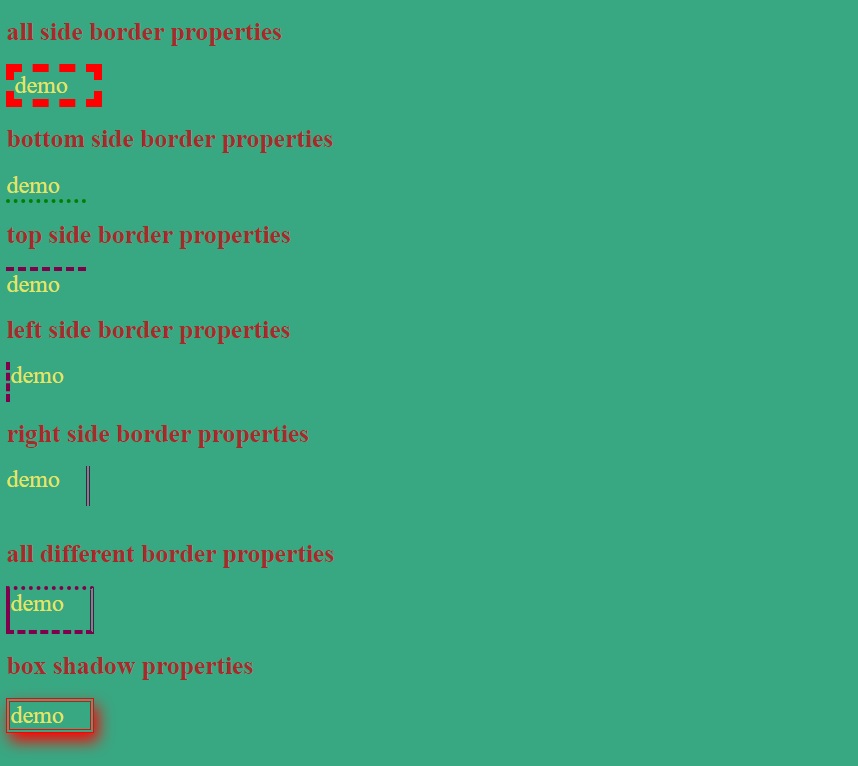 all side border properties
demo
bottom side border properties
demo
top side border properties
demo
left side border properties
demo
right side border properties
demo
all different border properties
demo
box shadow properties
demo